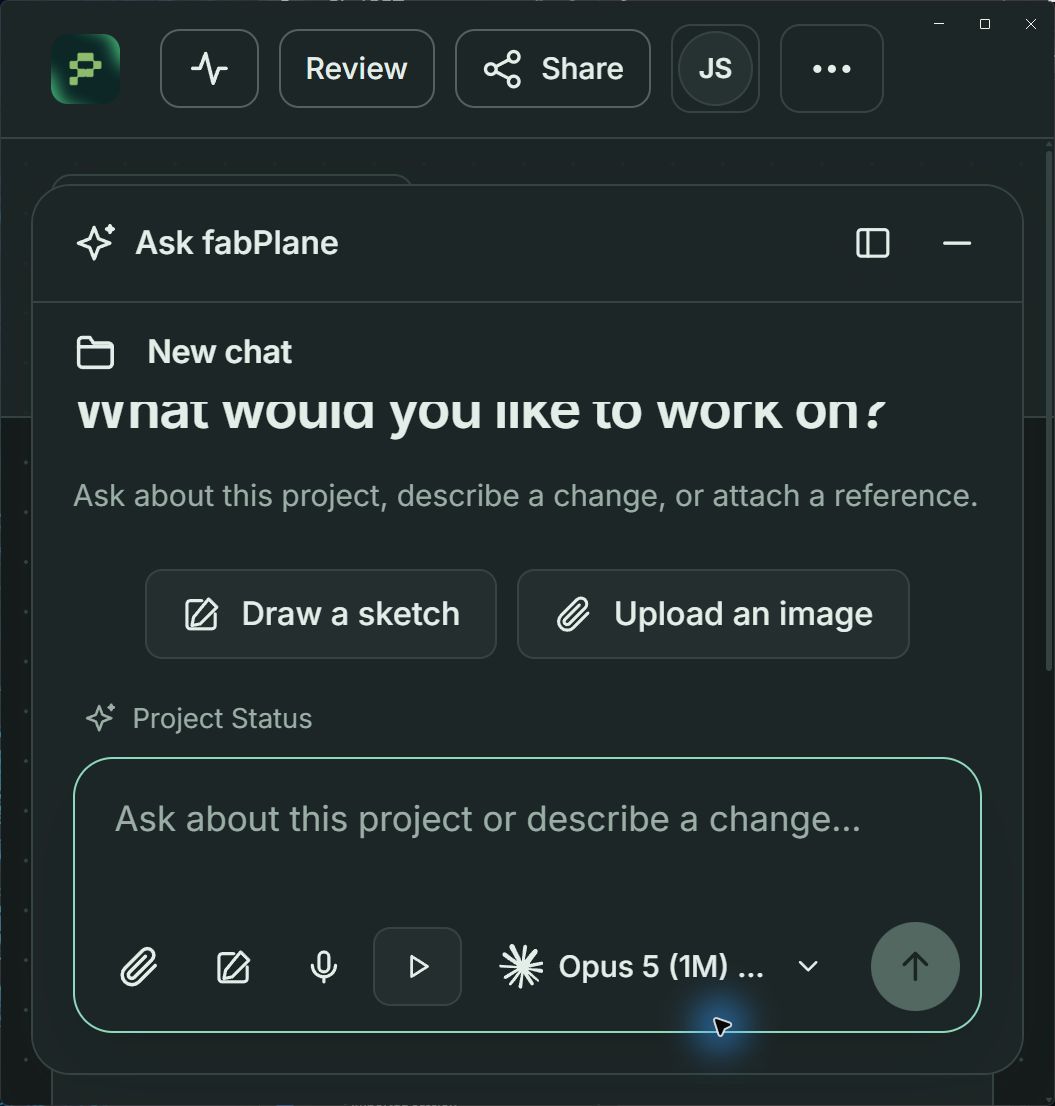 Review
Share
JS
Ask fabPlane
New chat
What would you like to work on?
Ask about this project, describe a change, or attach a reference.
Draw a sketch
Upload an image
Project Status
Ask about this project or describe a change...
Opus 5 (1M) ...